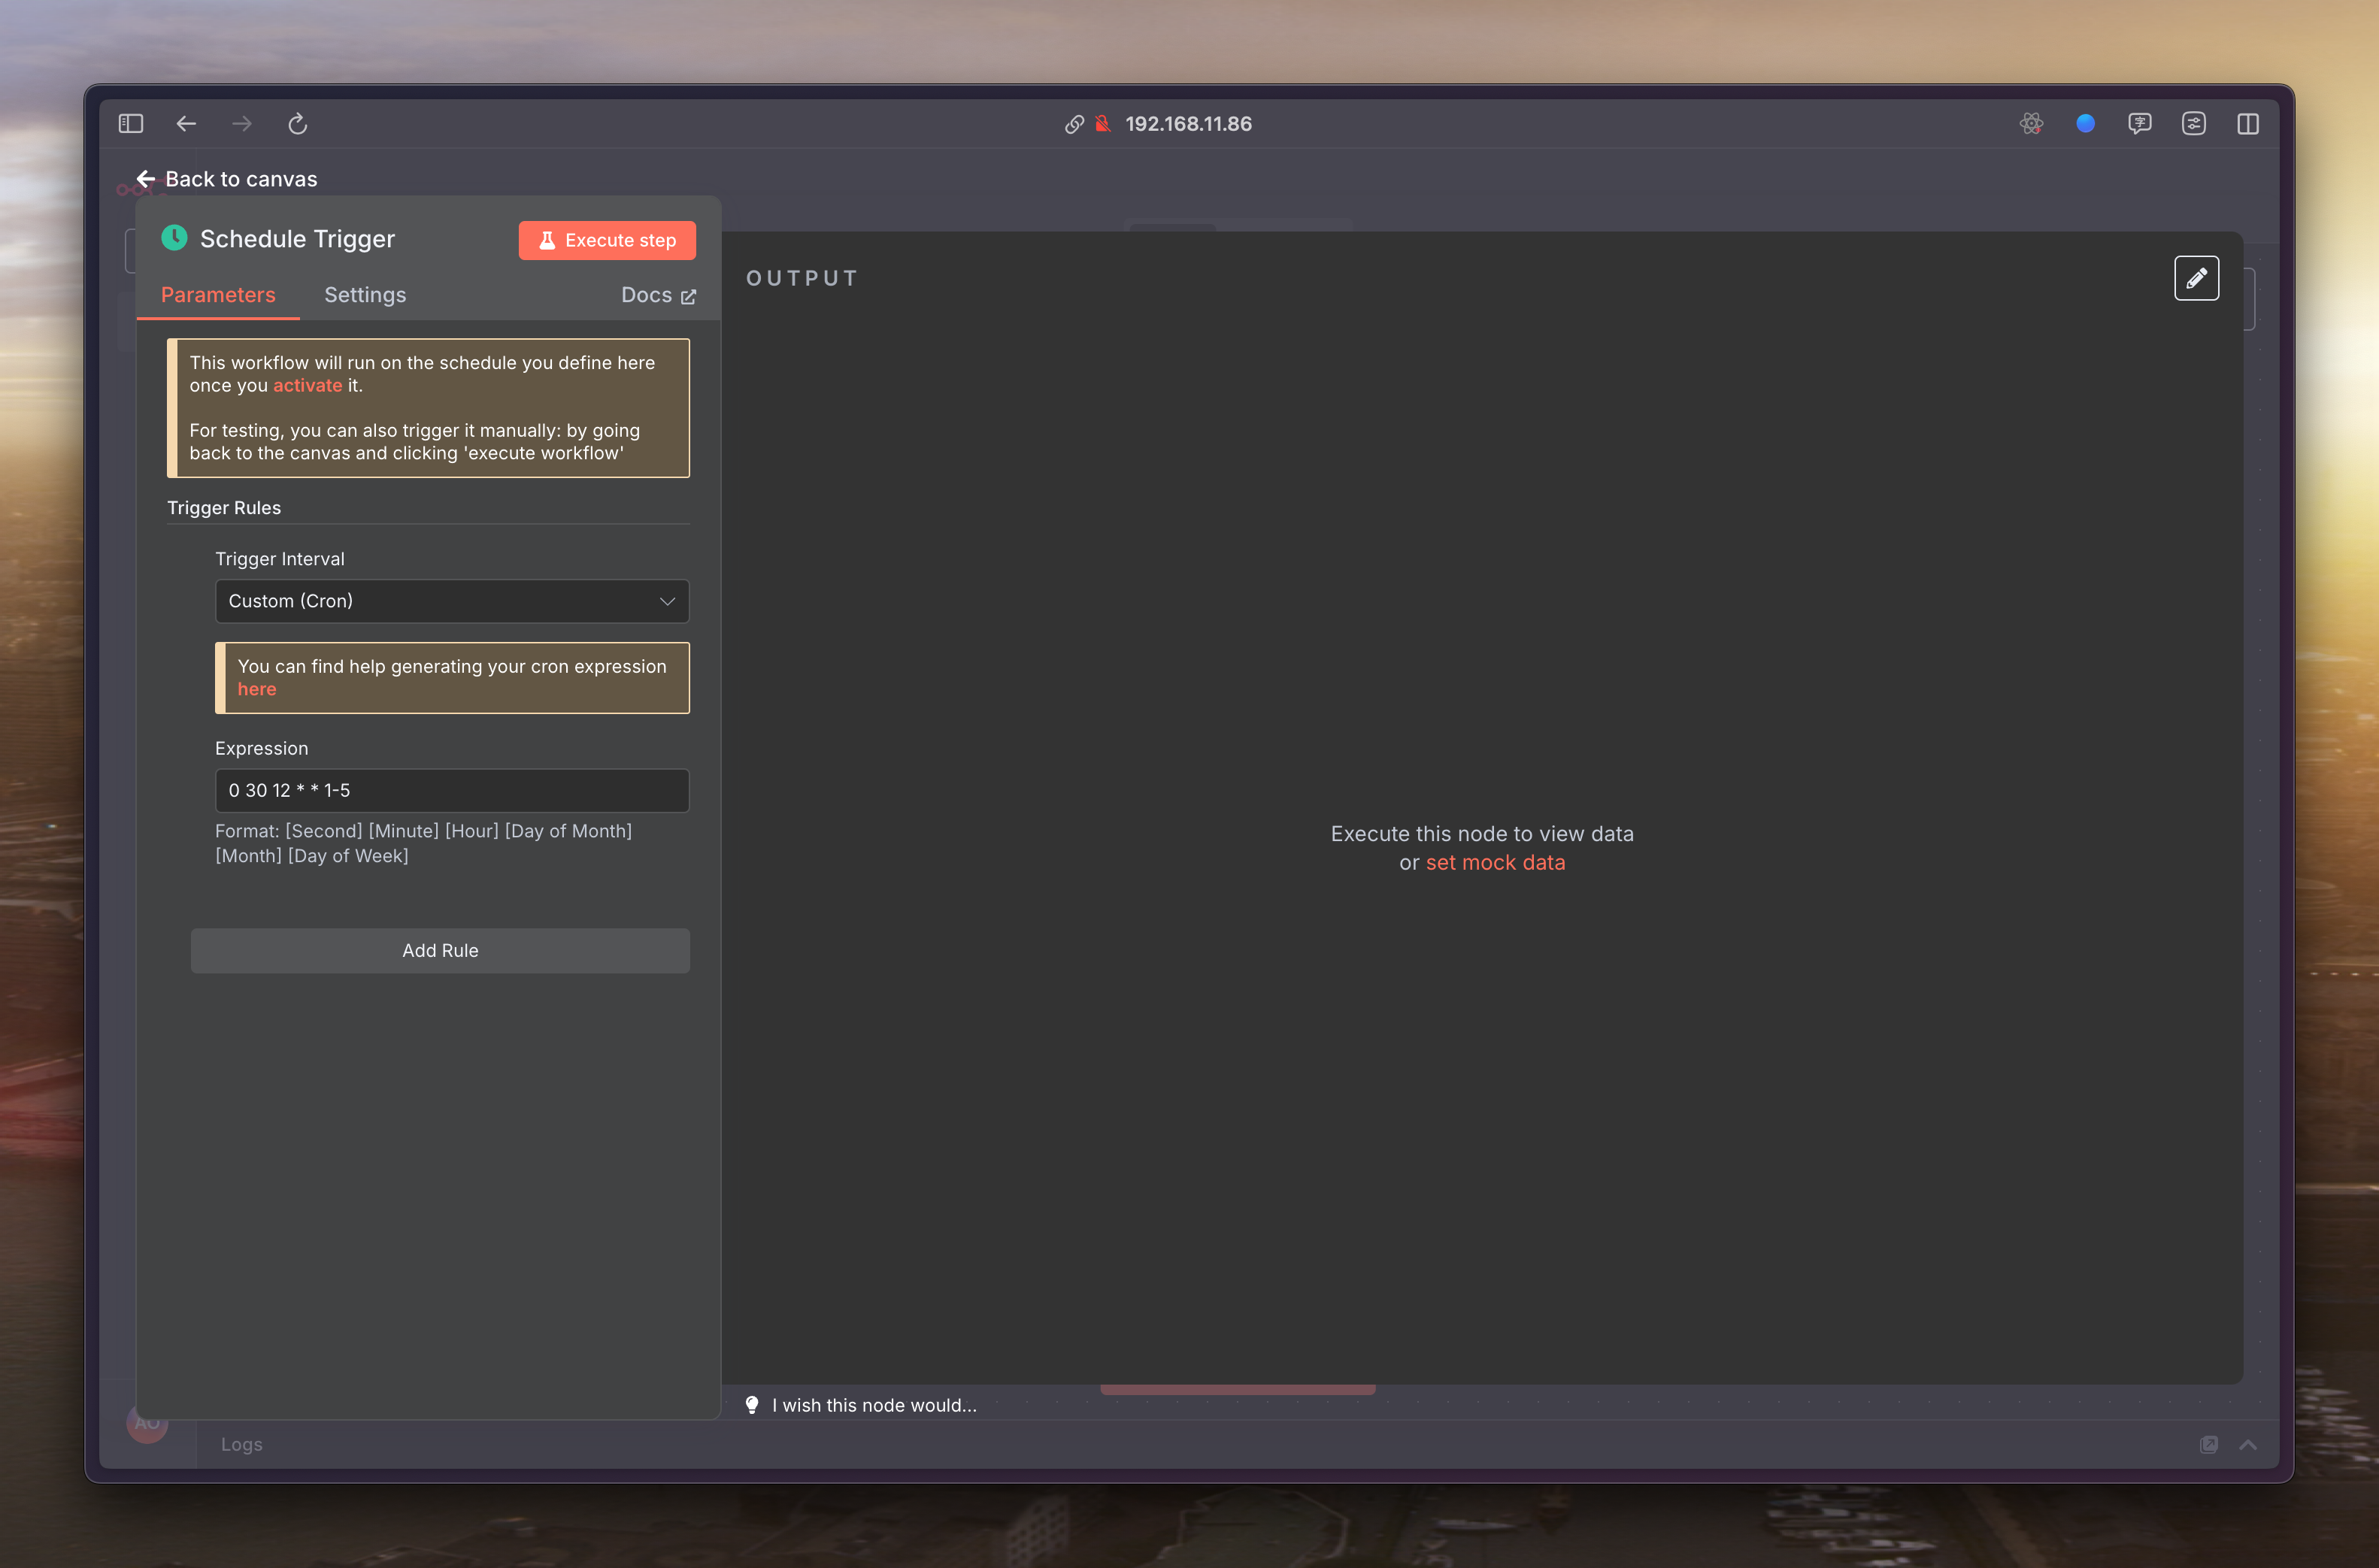 192.168.11.86
Back to canvas
Schedule Trigger
Execute step
Parameters
Settings
Docs
This workflow will run on the schedule you define here
once you activate it.
For testing, you can also trigger it manually: by going
back to the canvas and clicking 'execute workflow'
Trigger Rules
Trigger Interval
Custom (Cron)
You can find help generating your cron expression
here
Expression
0 30 12 * * 1-5
Format: [Second] [Minute] [Hour] [Day of Month]
[Month] [Day of Week]
Add Rule
OUTPUT
Execute this node to view data
or set mock data
I wish this node would...
AO
Logs